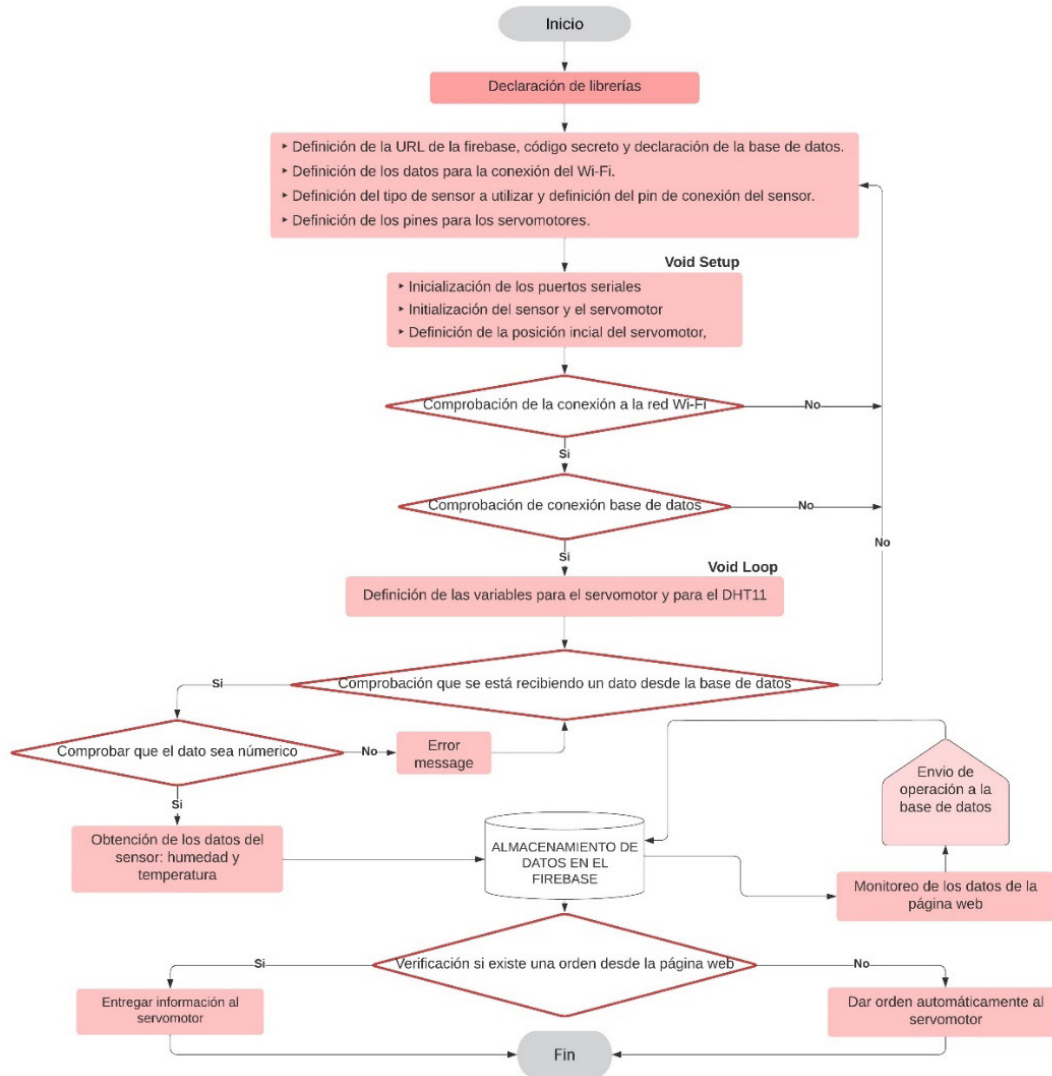 Inicio
Declaración de librerías
‣ Definición de la URL de la firebase, código secreto y declaración de la base de datos.
‣ Definición de los datos para la conexión del Wi-Fi.
‣ Definición del tipo de sensor a utilizar y definición del pin de conexión del sensor.
‣ Definición de los pines para los servomotores.
Void Setup
‣ Inicialización de los puertos seriales
‣ Initialización del sensor y el servomotor
‣ Definición de la posición incial del servomotor,
Comprobación de la conexión a la red Wi-Fi
No
Si
Comprobación de conexión base de datos
No
No
Si
Void Loop
Definición de las variables para el servomotor y para el DHT11
Si
Comprobación que se está recibiendo un dato desde la base de datos
Comprobar que el dato sea númerico
No
Error
message
Envio de
operación a la
base de datos
Si
Obtención de los datos del
sensor: humedad y
temperatura
ALMACENAMIENTO DE
DATOS EN EL
FIREBASE
Monitoreo de los datos de la
página web
Si
Verificación si existe una orden desde la página web
No
Entregar información al
servomotor
Dar orden automáticamente al
servomotor
Fin